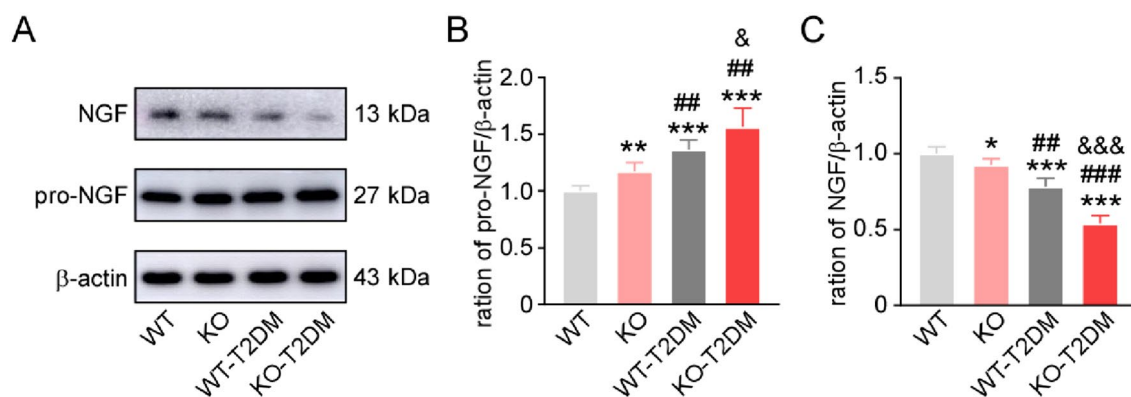 A
NGF
13 kDa
pro-NGF
27 kDa
β-actin
43 kDa
WT
KO
WT-T2DM
KO-T2DM
B
ration of pro-NGF/β-actin
2.0
1.5
1.0
0.5
0
**
##
***
&
##
***
WT
KO
WT-T2DM
KO-T2DM
C
ration of NGF/β-actin
1.5
1.0
0.5
0
*
##
***
&&&
###
***
WT
KO
WT-T2DM
KO-T2DM